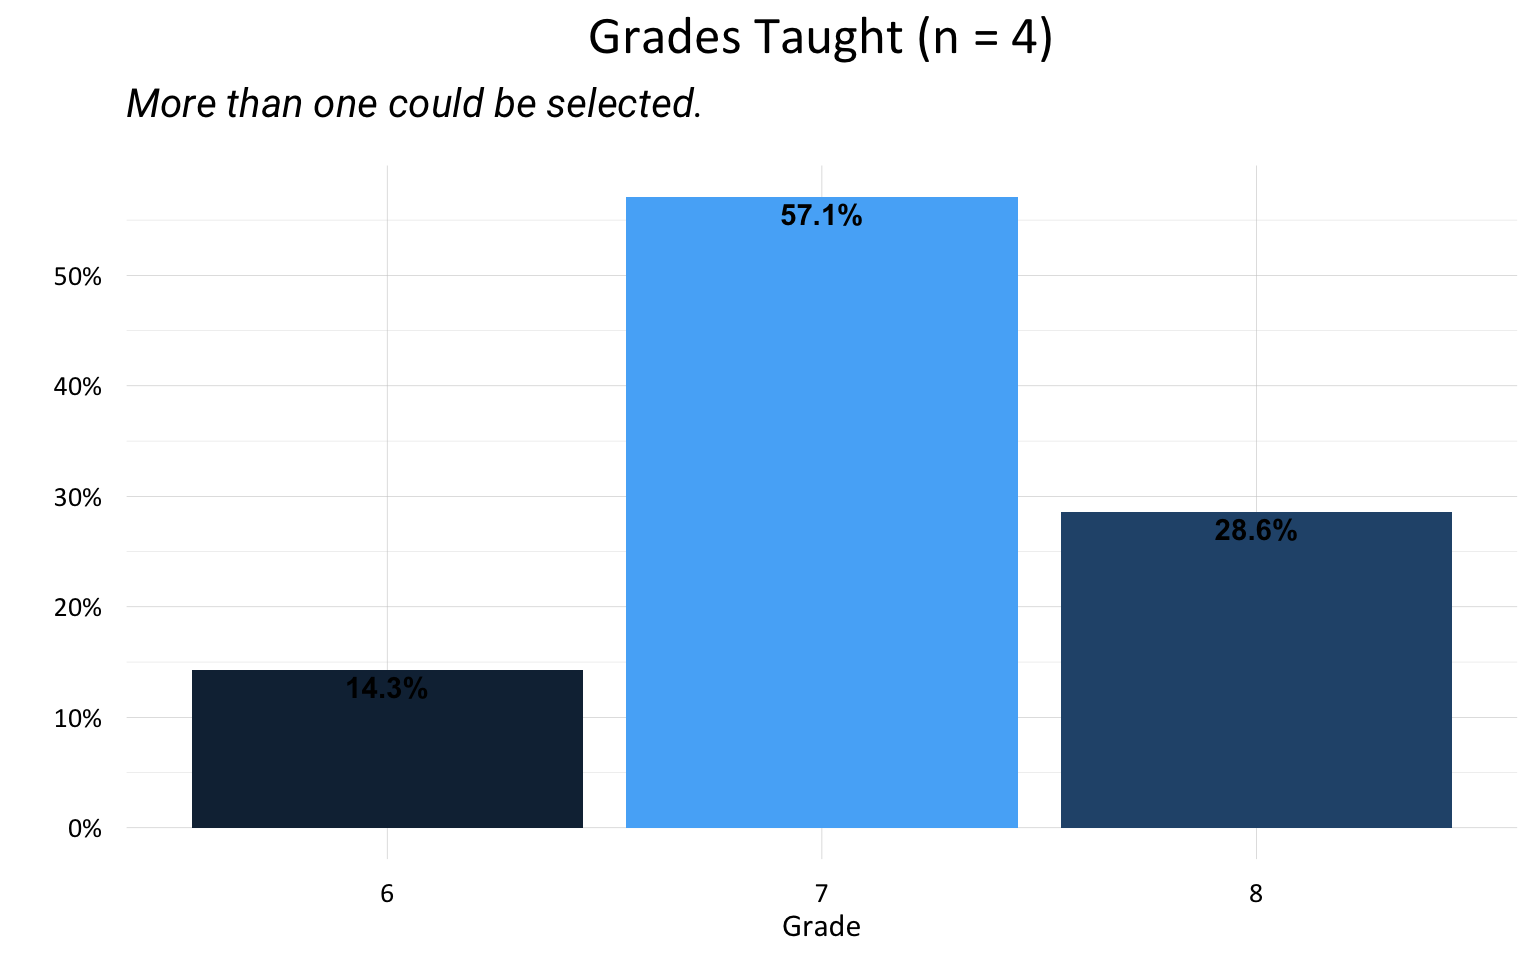 Grades Taught (n = 4)
More than one could be selected.
57.1%
50%
40%
30%
28.6%
20%
14.3%
10%
0%
6 7 8
Grade